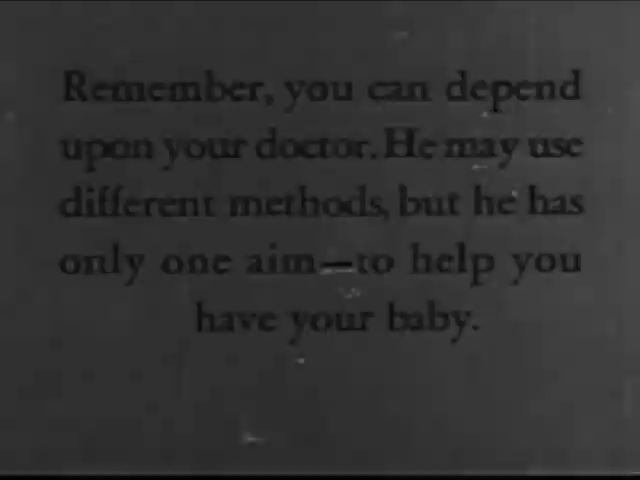 Remember, you can depend
upon your doctor. He may use
different methods, but he has
only one aim—to help you
have your baby.